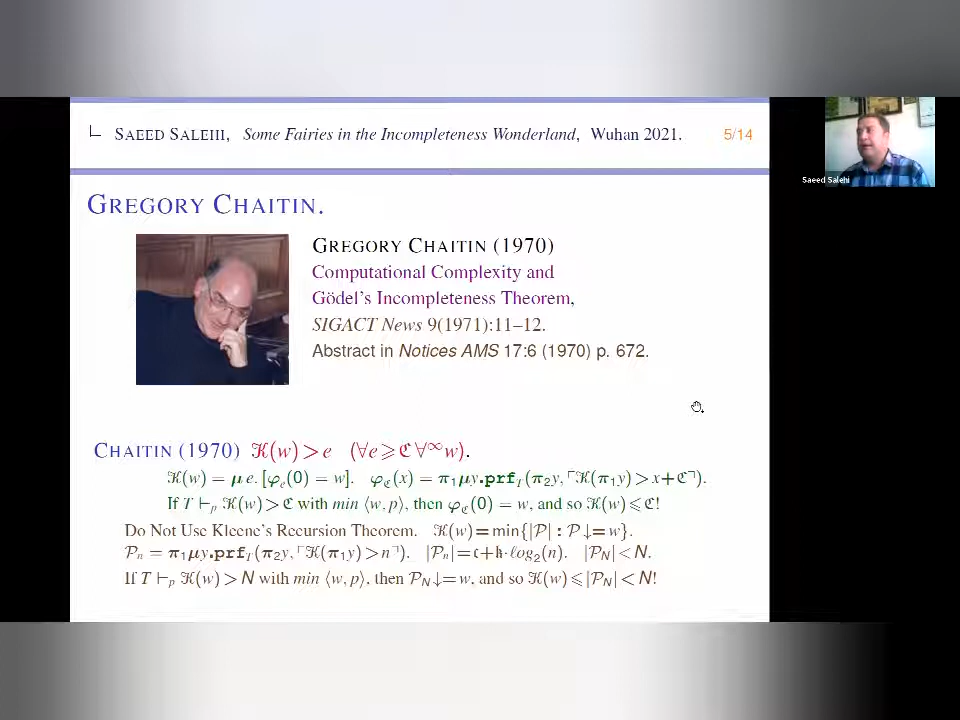 SAEED SALEHI, Some Fairies in the Incompleteness Wonderland, Wuhan 2021. 5/14
Saeed Salehi
GREGORY CHAITIN.
GREGORY CHAITIN (1970)
Computational Complexity and
Gödel's Incompleteness Theorem,
SIGACT News 9(1971):11–12.
Abstract in Notices AMS 17:6 (1970) p. 672.
CHAITIN (1970) 𝒦(w) > e (∀e ⩾ ℭ ∀^∞ w).
𝒦(w) = μe.[φ_e(0) = w]. φ_ℭ(x) = π₁μy.prf_T(π₂y, ⌜𝒦(π₁y) > x+ℭ⌝).
If T ⊢_p 𝒦(w) > ℭ with min ⟨w, p⟩, then φ_ℭ(0) = w, and so 𝒦(w) ⩽ ℭ!
Do Not Use Kleene's Recursion Theorem. 𝒦(w) = min{|𝒫| : 𝒫↓=w}.
𝒫_n = π₁μy.prf_T(π₂y, ⌜𝒦(π₁y) > n⌝). |𝒫_n| = 𝔠+𝔨·ℓog₂(n). |𝒫_N| < N.
If T ⊢_p 𝒦(w) > N with min ⟨w, p⟩, then 𝒫_N↓=w, and so 𝒦(w) ⩽ |𝒫_N| < N!